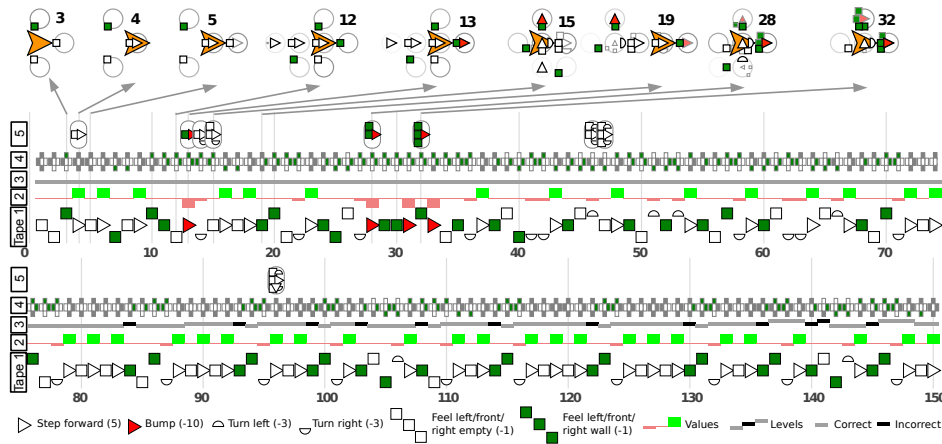 3 4 5 12 13 15 19 28 32
5
4
3
2
Tape 1
0 10 20 30 40 50 60 70
5
4
3
2
Tape 1
80 90 100 110 120 130 140 150
Step forward (5) Bump (-10) Turn left (-3) Turn right (-3) Feel left/front/ right empty (-1) Feel left/front/ right wall (-1) Values Levels Correct Incorrect